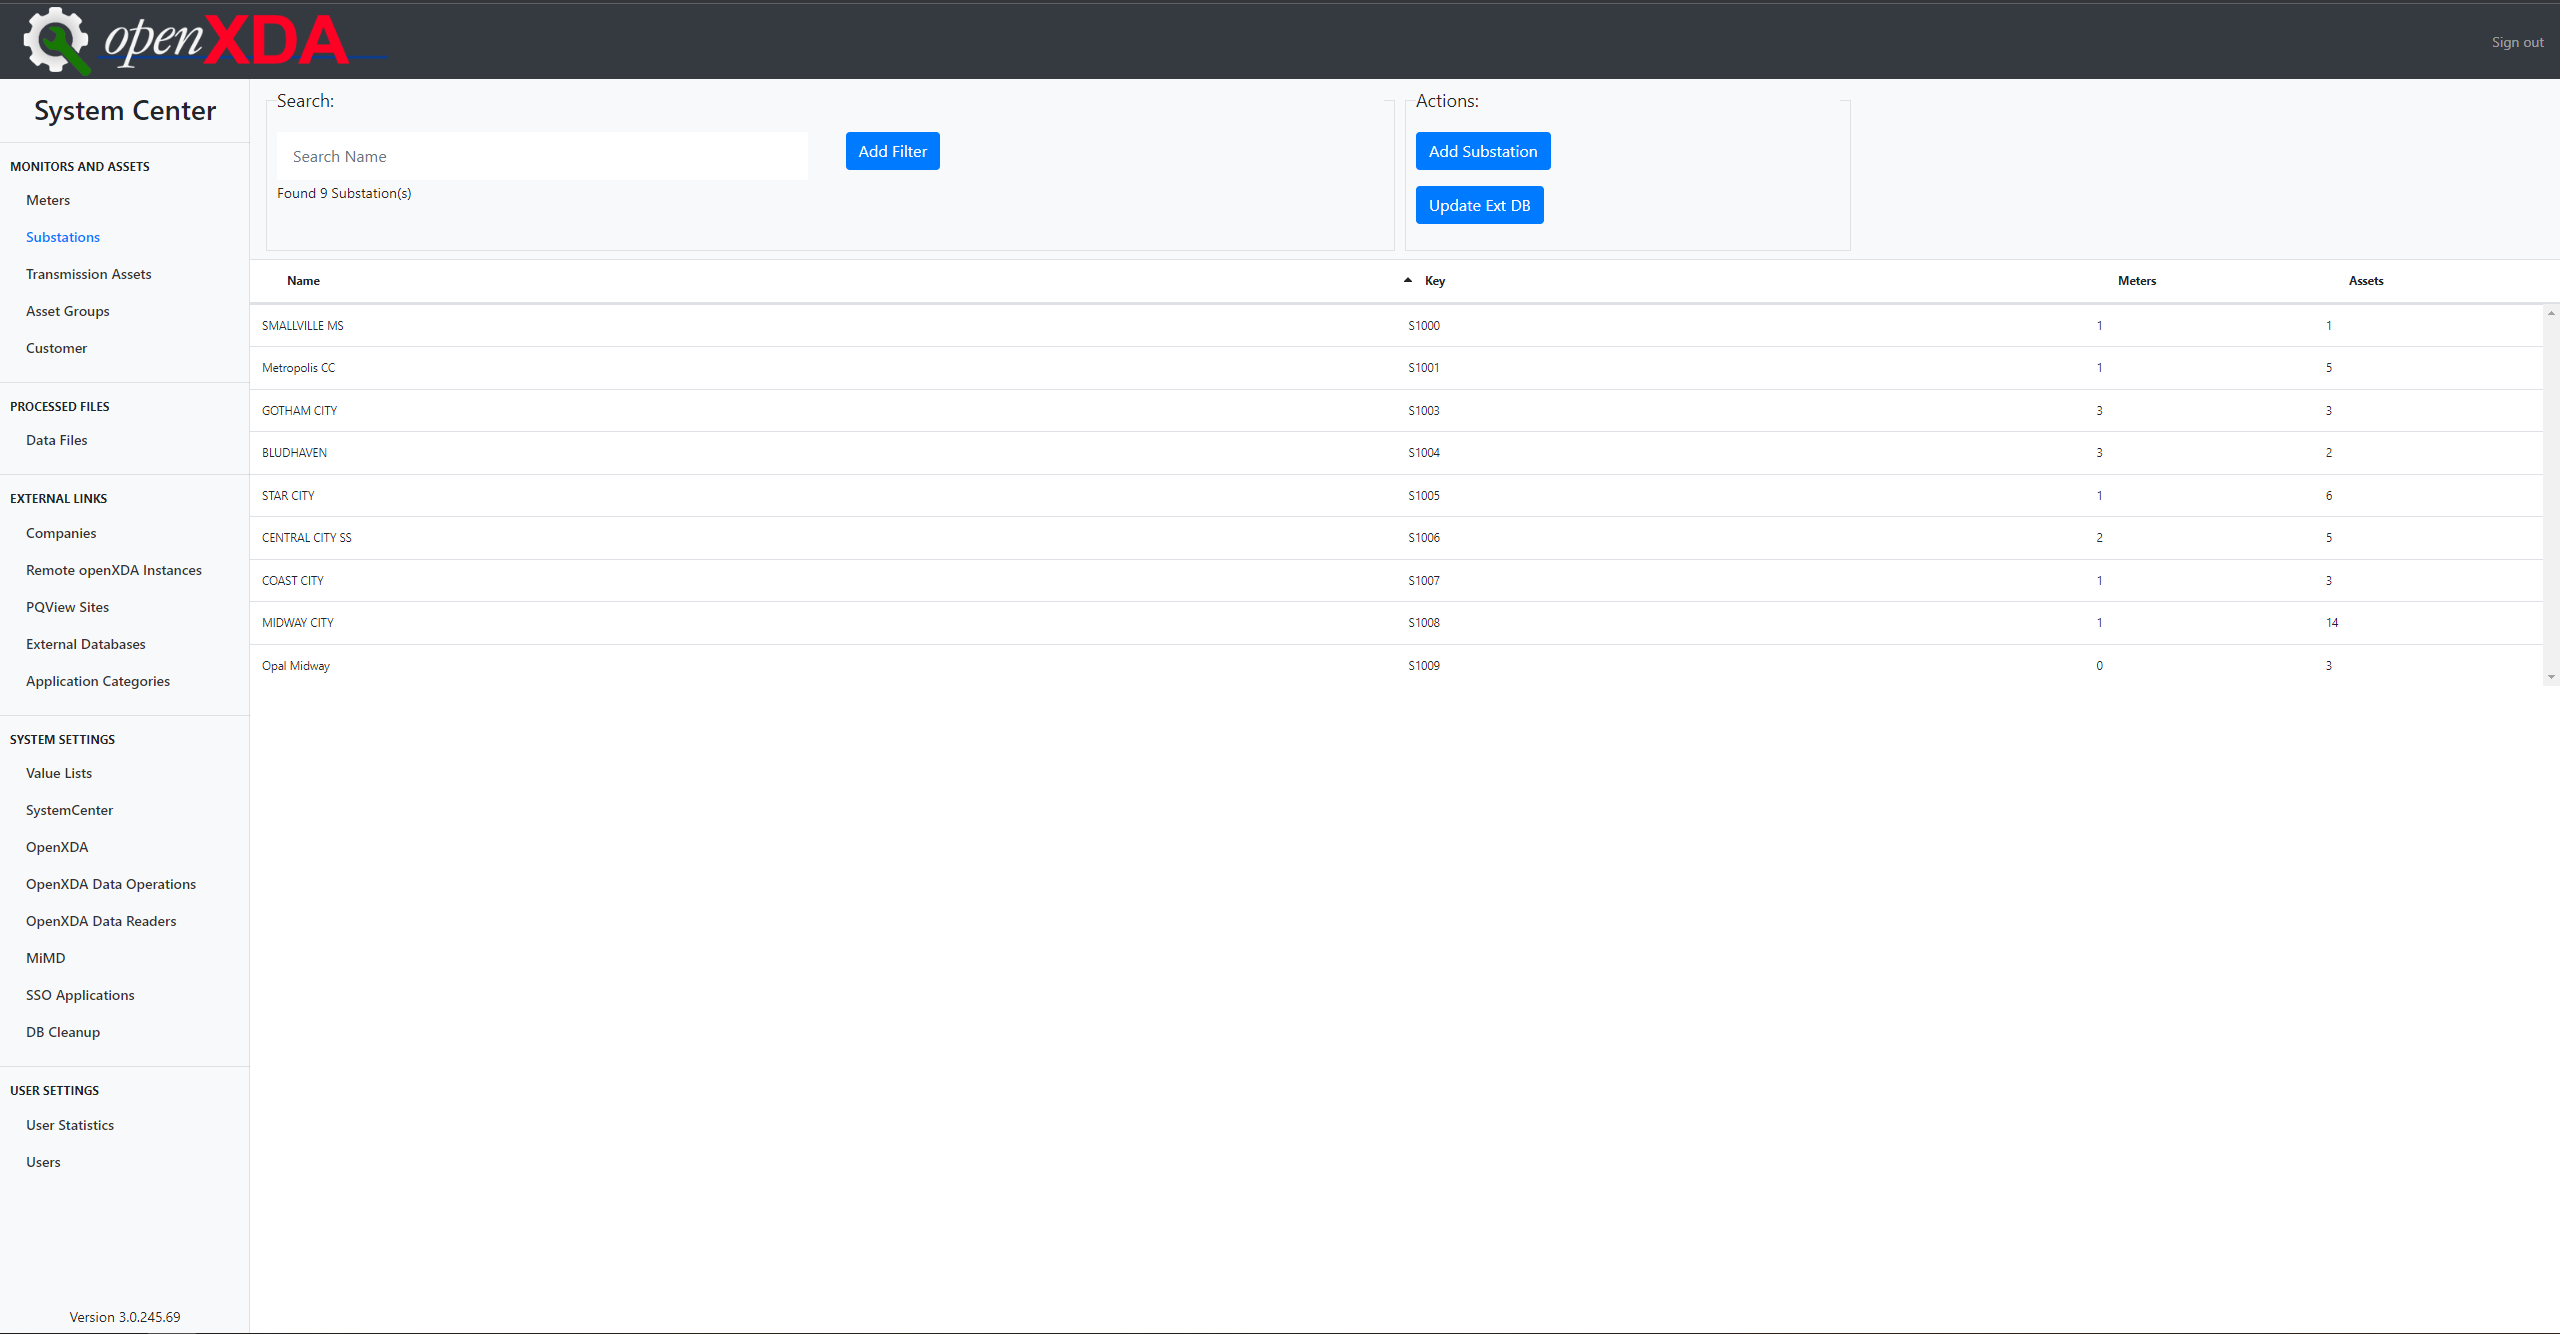 openXDA
Sign out
System Center
MONITORS AND ASSETS
Meters
Substations
Transmission Assets
Asset Groups
Customer
PROCESSED FILES
Data Files
EXTERNAL LINKS
Companies
Remote openXDA Instances
PQView Sites
External Databases
Application Categories
SYSTEM SETTINGS
Value Lists
SystemCenter
OpenXDA
OpenXDA Data Operations
OpenXDA Data Readers
MiMD
SSO Applications
DB Cleanup
USER SETTINGS
User Statistics
Users
Version 3.0.245.69
Search:
Search Name
Add Filter
Found 9 Substation(s)
Actions:
Add Substation
Update Ext DB
Name Key Meters Assets
SMALLVILLE MS S1000 1 1
Metropolis CC S1001 1 5
GOTHAM CITY S1003 3 3
BLUDHAVEN S1004 3 2
STAR CITY S1005 1 6
CENTRAL CITY SS S1006 2 5
COAST CITY S1007 1 3
MIDWAY CITY S1008 1 14
Opal Midway S1009 0 3